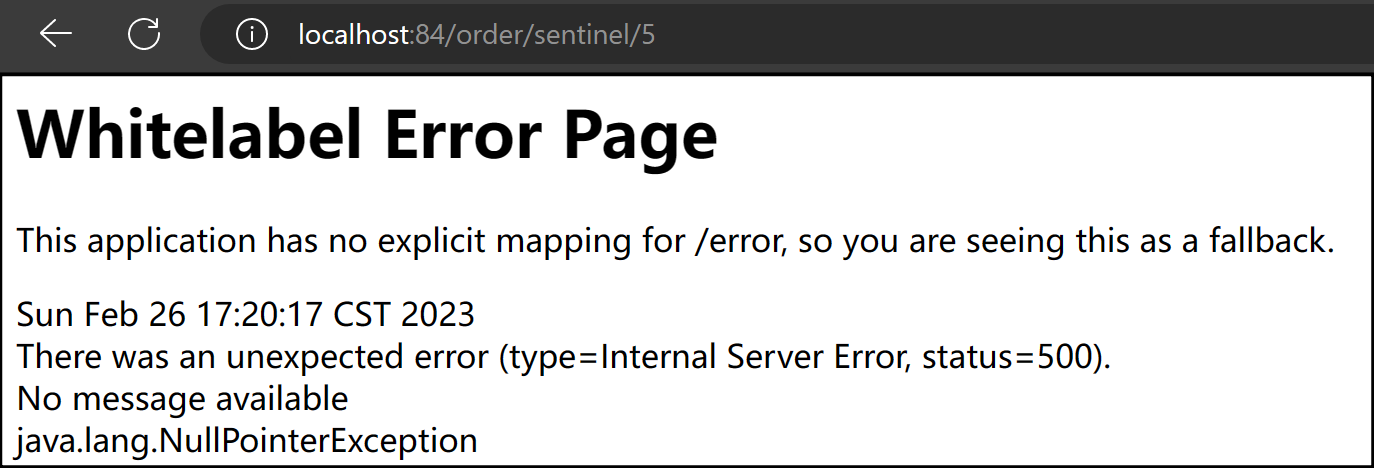 localhost:84/order/sentinel/5
Whitelabel Error Page
This application has no explicit mapping for /error, so you are seeing this as a fallback.
Sun Feb 26 17:20:17 CST 2023
There was an unexpected error (type=Internal Server Error, status=500).
No message available
java.lang.NullPointerException